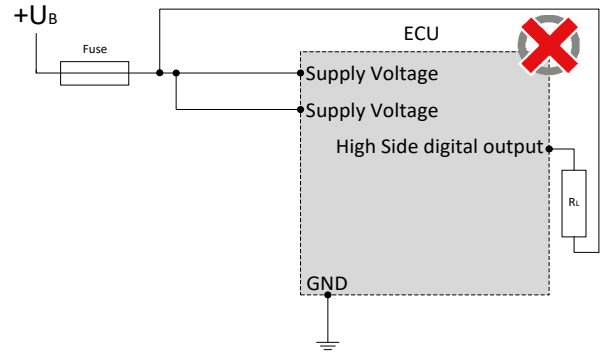 +UB
Fuse
ECU
Supply Voltage
Supply Voltage
High Side digital output
RL
GND